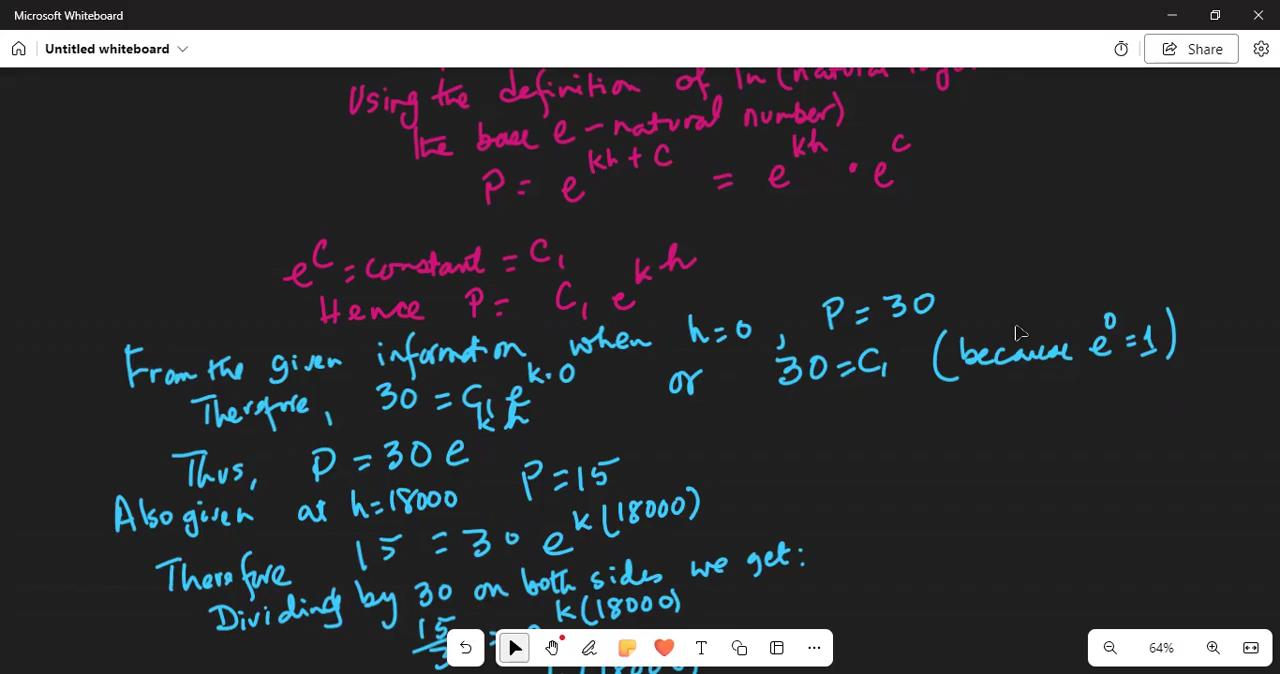 Microsoft Whiteboard
Untitled whiteboard
Share
Using the definition of ln (natural
the base e - natural number)
P = e^{kh + C} = e^{kh} · e^{C}
e^{C} = constant = C₁
Hence P = C₁ e^{kh}
From the given information when h = 0, P = 30
Therefore, 30 = C₁ e^{k·0} or 30 = C₁ (because e^{0} = 1)
Thus, P = 30 e^{kh}
Also given at h = 18000 P = 15
Therefore 15 = 30 e^{k(18000)}
Dividing by 30 on both sides we get:
15 = k(18000)
64%